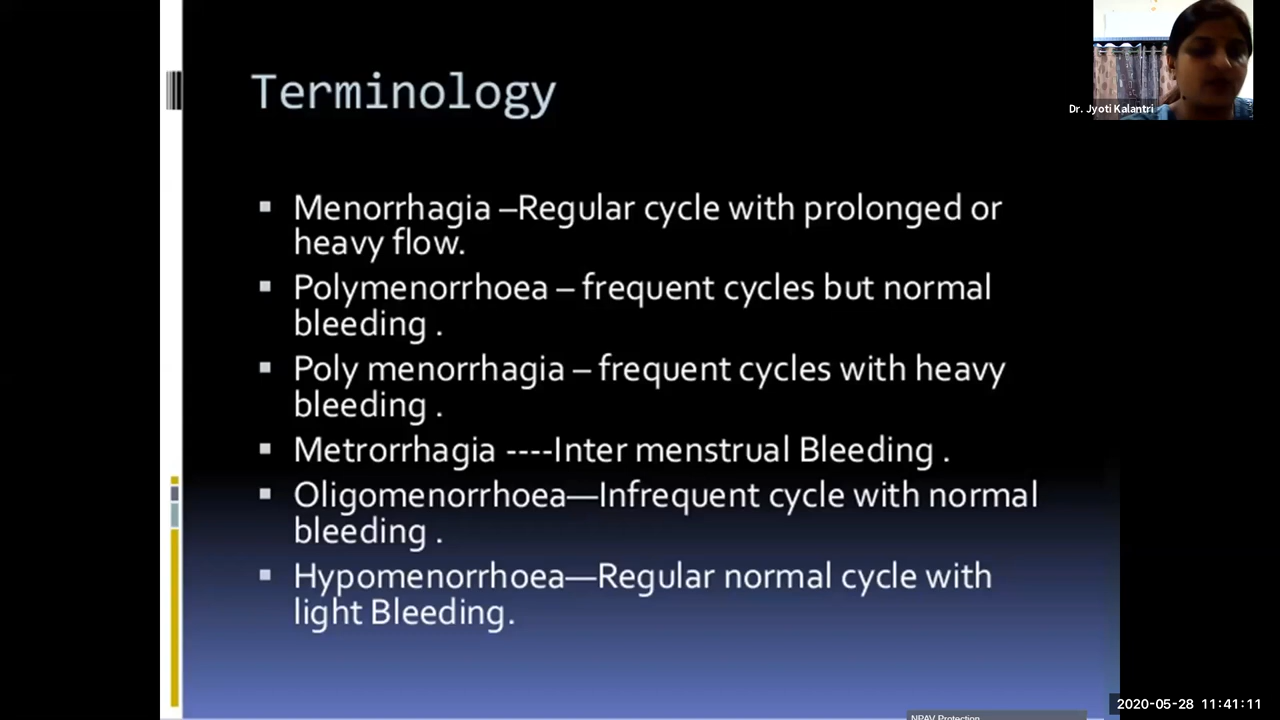 Terminology
Dr. Jyoti Kalantri
▪ Menorrhagia –Regular cycle with prolonged or
heavy flow.
▪ Polymenorrhoea – frequent cycles but normal
bleeding .
▪ Poly menorrhagia – frequent cycles with heavy
bleeding .
▪ Metrorrhagia ----Inter menstrual Bleeding .
▪ Oligomenorrhoea—Infrequent cycle with normal
bleeding .
▪ Hypomenorrhoea—Regular normal cycle with
light Bleeding.
2020-05-28 11:41:11
NPAV Protection